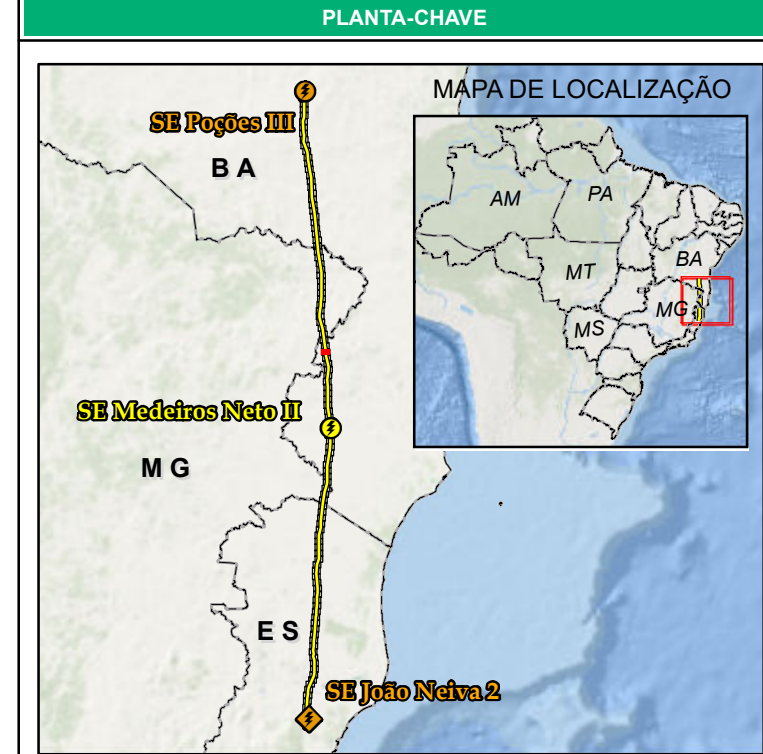 PLANTA-CHAVE
MAPA DE LOCALIZAÇÃO
SE Poções III
B A
AM
PA
BA
MT
MG
MS
SE Medeiros Neto II
M G
E S
SE João Neiva 2